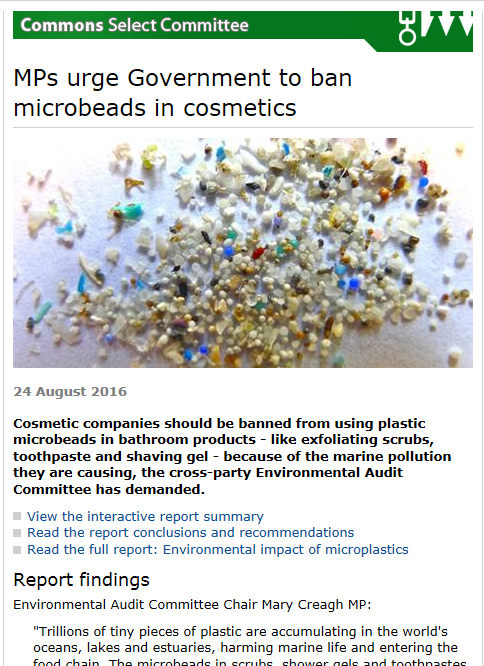 Commons Select Committee
MPs urge Government to ban
microbeads in cosmetics
24 August 2016
Cosmetic companies should be banned from using plastic
microbeads in bathroom products - like exfoliating scrubs,
toothpaste and shaving gel - because of the marine pollution
they are causing, the cross-party Environmental Audit
Committee has demanded.
View the interactive report summary
Read the report conclusions and recommendations
Read the full report: Environmental impact of microplastics
Report findings
Environmental Audit Committee Chair Mary Creagh MP:
"Trillions of tiny pieces of plastic are accumulating in the world's
oceans, lakes and estuaries, harming marine life and entering the
food chain. The microbeads in scrubs, shower gels and toothpastes